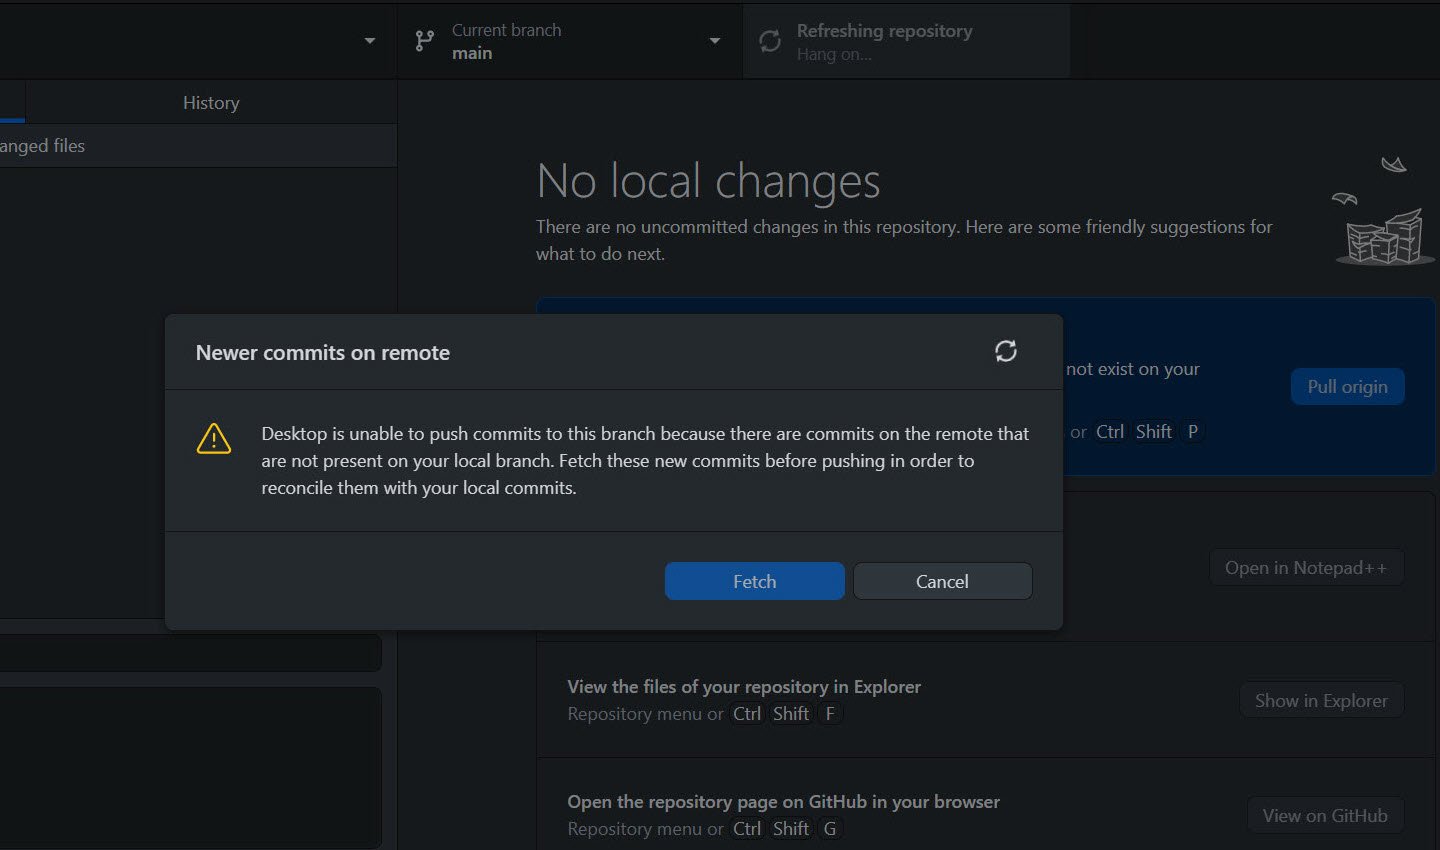 Current branch
main
Refreshing repository
Hang on...
History
anged files
No local changes
There are no uncommitted changes in this repository. Here are some friendly suggestions for
what to do next.
Newer commits on remote
not exist on your
Pull origin
or Ctrl Shift P
Desktop is unable to push commits to this branch because there are commits on the remote that
are not present on your local branch. Fetch these new commits before pushing in order to
reconcile them with your local commits.
Fetch
Cancel
Open in Notepad++
View the files of your repository in Explorer
Repository menu or Ctrl Shift F
Show in Explorer
Open the repository page on GitHub in your browser
Repository menu or Ctrl Shift G
View on GitHub